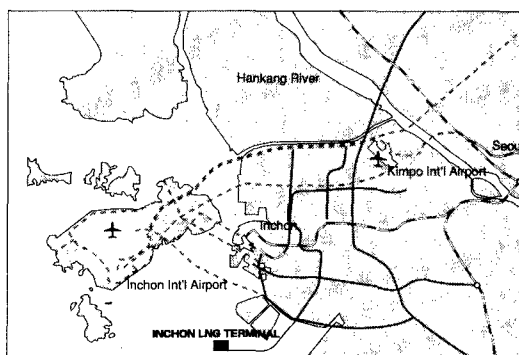 Hankang River
Seou
Kimpo Int'l Airport
Inchon
Inchon Int'l Airport
INCHON LNG TERMINAL